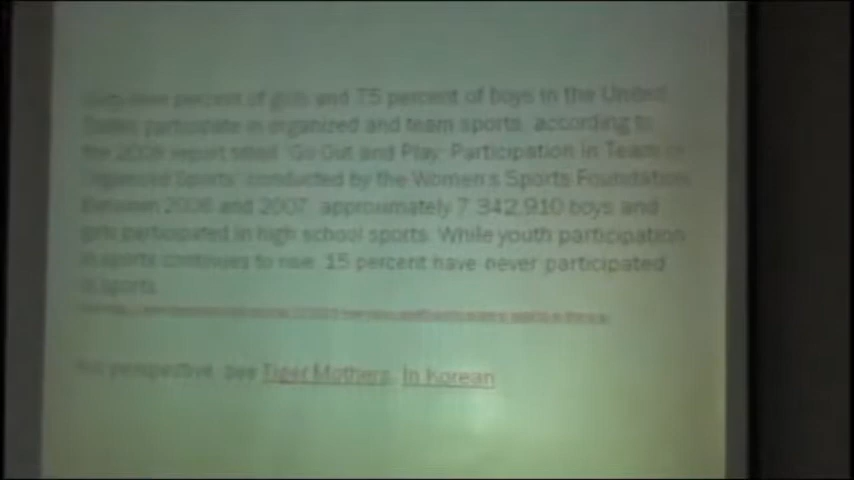 percent of girls and 75 percent of boys in the United
States participate in organized and team sports, according to
the 2008 report titled "Go Out and Play: Participation in Team or
Organized Sports" conducted by the Women's Sports Foundation.
Between 2006 and 2007, approximately 7,342,910 boys and
girls participated in high school sports. While youth participation
in sports continues to rise, 15 percent have never participated
in sports.
perspective, see Tiger Mothers, In Korean